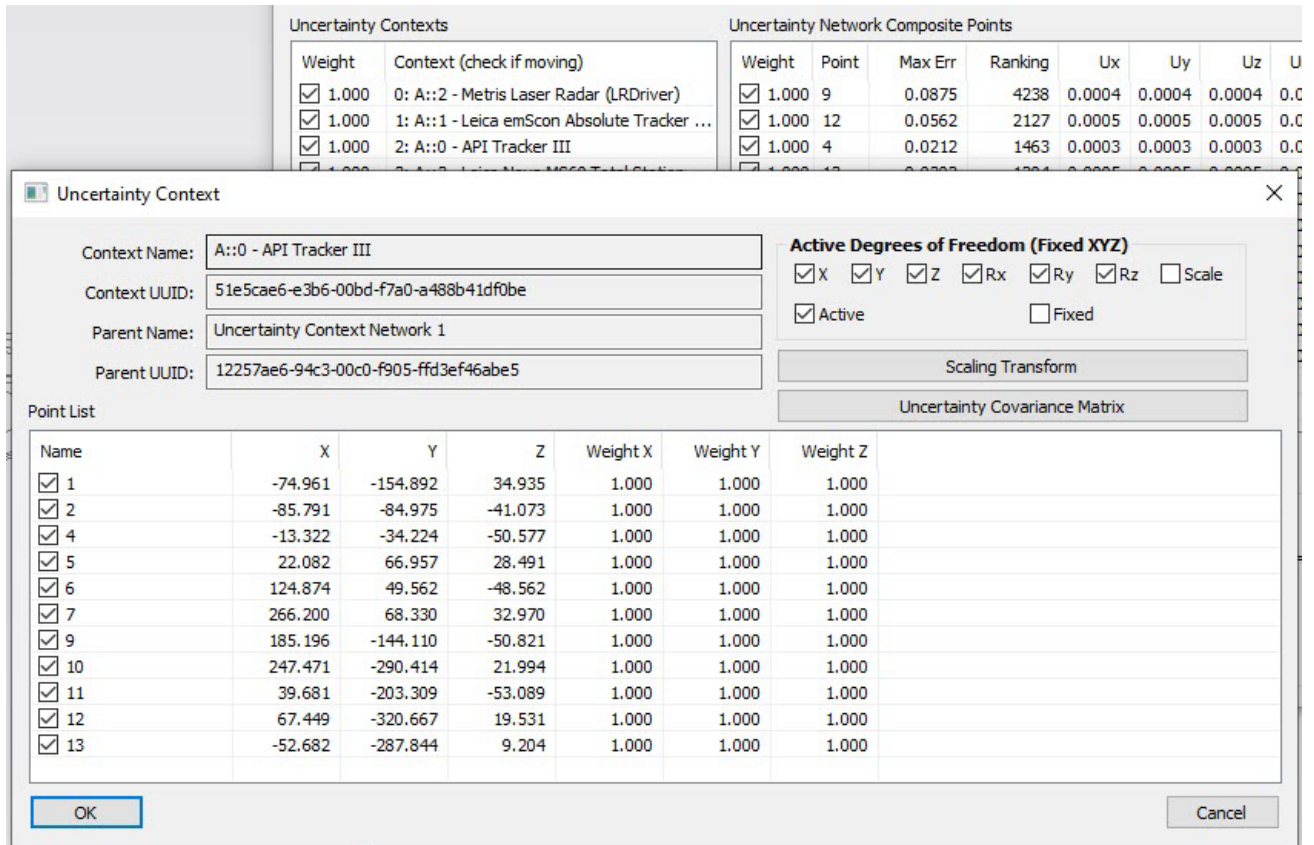 Uncertainty Contexts
Weight Context (check if moving)
1.000 0: A::2 - Metris Laser Radar (LRDriver)
1.000 1: A::1 - Leica emScon Absolute Tracker ...
1.000 2: A::0 - API Tracker III
Uncertainty Network Composite Points
Weight Point Max Err Ranking Ux Uy Uz U
1.000 9 0.0875 4238 0.0004 0.0004 0.0004 0.0
1.000 12 0.0562 2127 0.0005 0.0005 0.0005 0.0
1.000 4 0.0212 1463 0.0003 0.0003 0.0003 0.0
Uncertainty Context
Context Name: A::0 - API Tracker III
Context UUID: 51e5cae6-e3b6-00bd-f7a0-a488b41df0be
Parent Name: Uncertainty Context Network 1
Parent UUID: 12257ae6-94c3-00c0-f905-ffd3ef46abe5
Active Degrees of Freedom (Fixed XYZ)
X Y Z Rx Ry Rz Scale
Active Fixed
Scaling Transform
Uncertainty Covariance Matrix
Point List
Name X Y Z Weight X Weight Y Weight Z
1 -74.961 -154.892 34.935 1.000 1.000 1.000
2 -85.791 -84.975 -41.073 1.000 1.000 1.000
4 -13.322 -34.224 -50.577 1.000 1.000 1.000
5 22.082 66.957 28.491 1.000 1.000 1.000
6 124.874 49.562 -48.562 1.000 1.000 1.000
7 266.200 68.330 32.970 1.000 1.000 1.000
9 185.196 -144.110 -50.821 1.000 1.000 1.000
10 247.471 -290.414 21.994 1.000 1.000 1.000
11 39.681 -203.309 -53.089 1.000 1.000 1.000
12 67.449 -320.667 19.531 1.000 1.000 1.000
13 -52.682 -287.844 9.204 1.000 1.000 1.000
OK
Cancel